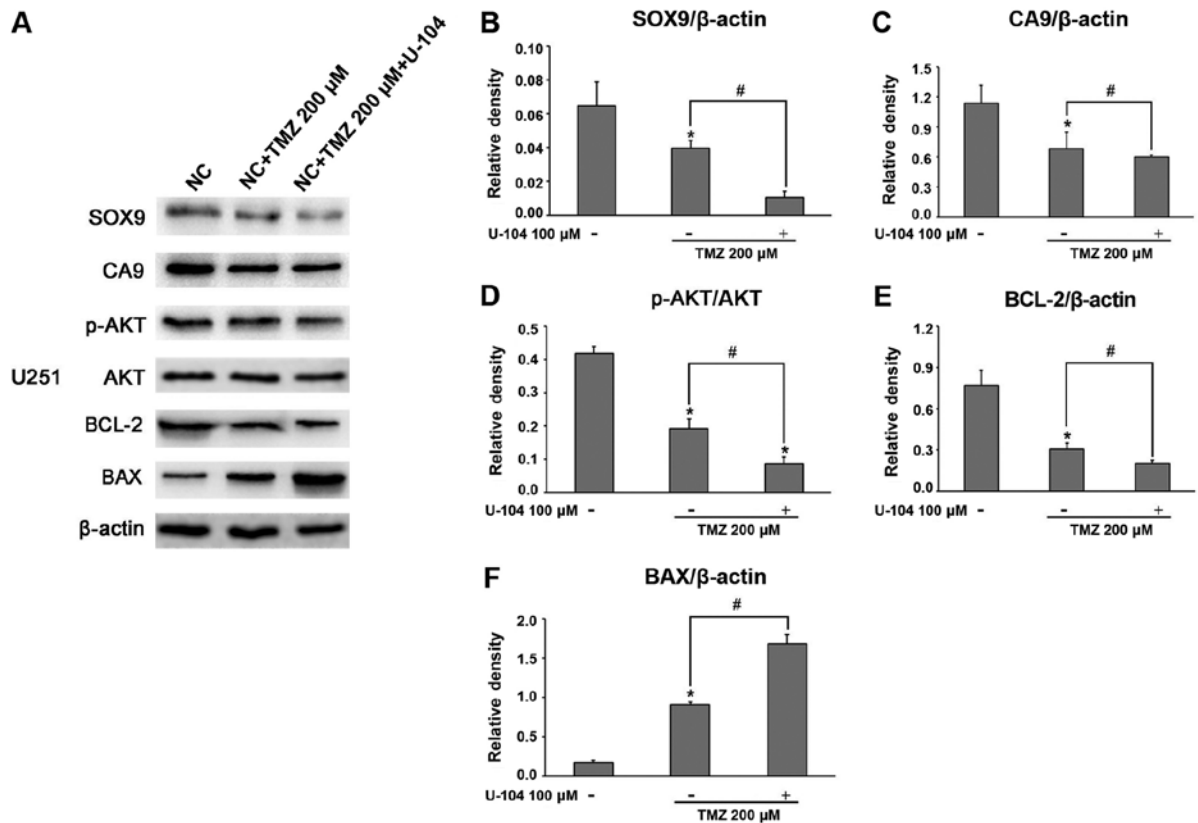 A
NC
NC+TMZ 200 μM
NC+TMZ 200 μM+U-104
U251
SOX9
CA9
p-AKT
AKT
BCL-2
BAX
β-actin
B
SOX9/β-actin
Relative density
0.10
0.08
0.06
0.04
0.02
0.00
*
#
U-104 100 μM - - +
TMZ 200 μM
C
CA9/β-actin
Relative density
1.5
1.2
0.9
0.6
0.3
0.0
*
#
U-104 100 μM - - +
TMZ 200 μM
D
p-AKT/AKT
Relative density
0.5
0.4
0.3
0.2
0.1
0.0
*
*
#
U-104 100 μM - - +
TMZ 200 μM
E
BCL-2/β-actin
Relative density
1.2
0.9
0.6
0.3
0.0
*
#
U-104 100 μM - - +
TMZ 200 μM
F
BAX/β-actin
Relative density
2.0
1.5
1.0
0.5
0.0
*
#
U-104 100 μM - - +
TMZ 200 μM